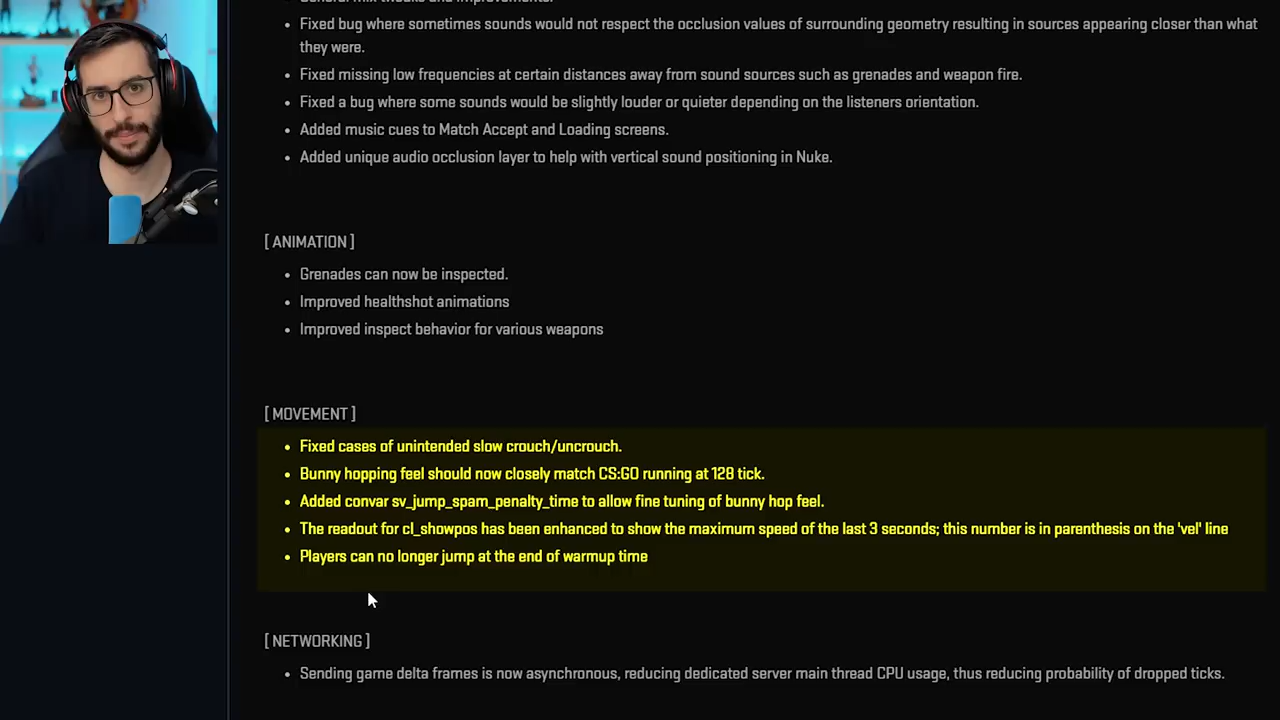 Fixed bug where sometimes sounds would not respect the occlusion values of surrounding geometry resulting in sources appearing closer than what
they were.
Fixed missing low frequencies at certain distances away from sound sources such as grenades and weapon fire.
Fixed a bug where some sounds would be slightly louder or quieter depending on the listeners orientation.
Added music cues to Match Accept and Loading screens.
Added unique audio occlusion layer to help with vertical sound positioning in Nuke.
[ ANIMATION ]
Grenades can now be inspected.
Improved healthshot animations
Improved inspect behavior for various weapons
[ MOVEMENT ]
Fixed cases of unintended slow crouch/uncrouch.
Bunny hopping feel should now closely match CS:GO running at 128 tick.
Added convar sv_jump_spam_penalty_time to allow fine tuning of bunny hop feel.
The readout for cl_showpos has been enhanced to show the maximum speed of the last 3 seconds; this number is in parenthesis on the 'vel' line
Players can no longer jump at the end of warmup time
[ NETWORKING ]
Sending game delta frames is now asynchronous, reducing dedicated server main thread CPU usage, thus reducing probability of dropped ticks.